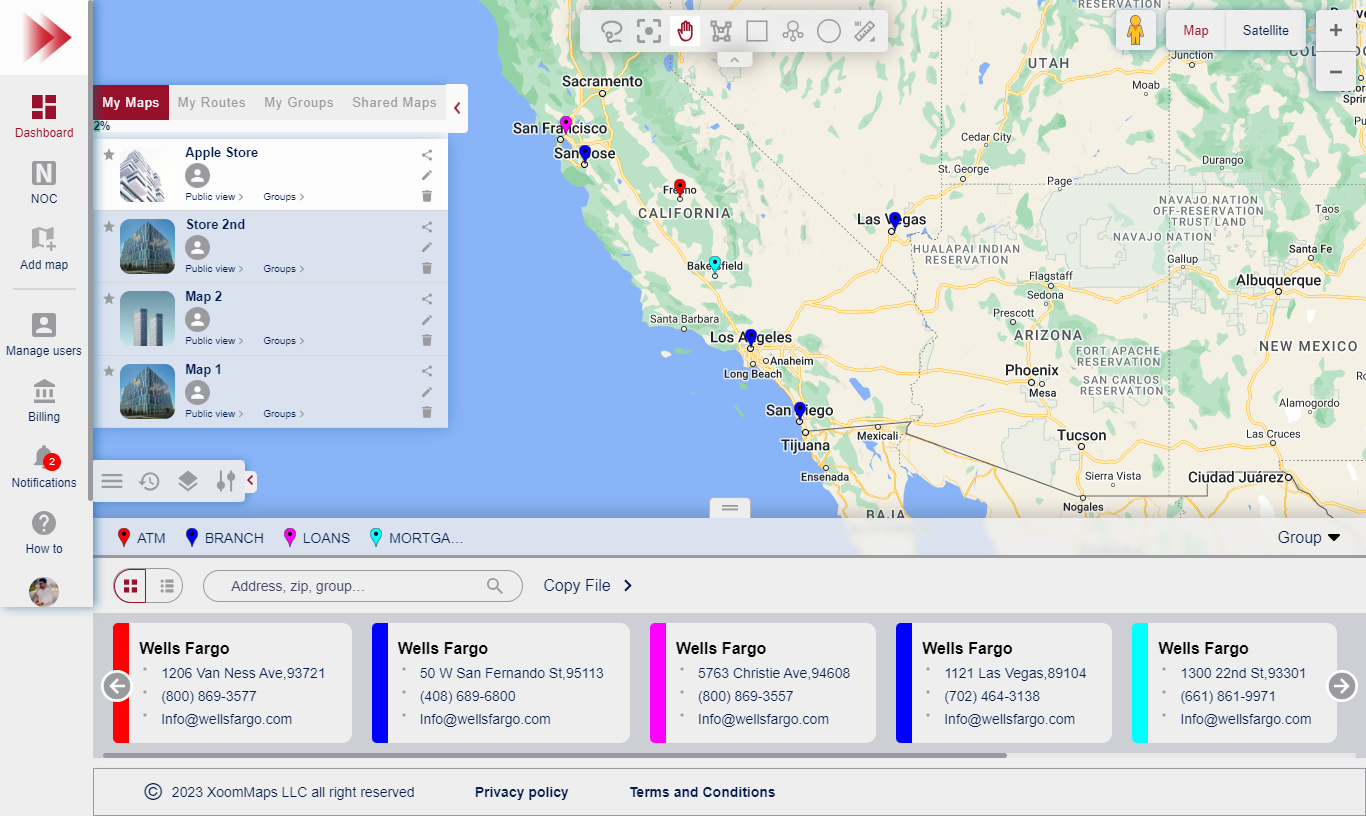 Dashboard
NOC
Add map
Manage users
Billing
2
Notifications
How to
My Maps
My Routes
My Groups
Shared Maps
2%
Apple Store
Public view
Groups
Store 2nd
Public view
Groups
Map 2
Public view
Groups
Map 1
Public view
Groups
Map
Satellite
RESERVATION
UTAH
Junction
Moab
Sacramento
San Francisco
San Jose
Fresno
CALIFORNIA
Cedar City
St. George
Page
Durango
Las Vegas
NAVAJO NATION
OFF-RESERVATION
TRUST LAND
NAVAJO NATION
Taos
HUALAPAI INDIAN
RESERVATION
Santa Fe
Gallup
Bakersfield
Flagstaff
Sedona
Albuquerque
Santa Barbara
Prescott
Los Angeles
ARIZONA
NEW MEXICO
Anaheim
Long Beach
FORT APACHE
RESERVATION
Phoenix
Mesa
SAN CARLOS
RESERVATION
Alamogordo
San Diego
Tijuana
Mexicali
Tucson
Las Cruces
Ensenada
Sierra Vista
Ciudad Juárez
Nogales
BAJA
ATM
BRANCH
LOANS
MORTGA...
Group
Address, zip, group...
Copy File
Wells Fargo
1206 Van Ness Ave,93721
(800) 869-3577
Info@wellsfargo.com
Wells Fargo
50 W San Fernando St,95113
(408) 689-6800
Info@wellsfargo.com
Wells Fargo
5763 Christie Ave,94608
(800) 869-3557
Info@wellsfargo.com
Wells Fargo
1121 Las Vegas,89104
(702) 464-3138
Info@wellsfargo.com
Wells Fargo
1300 22nd St,93301
(661) 861-9971
Info@wellsfargo.com
© 2023 XoomMaps LLC all right reserved
Privacy policy
Terms and Conditions